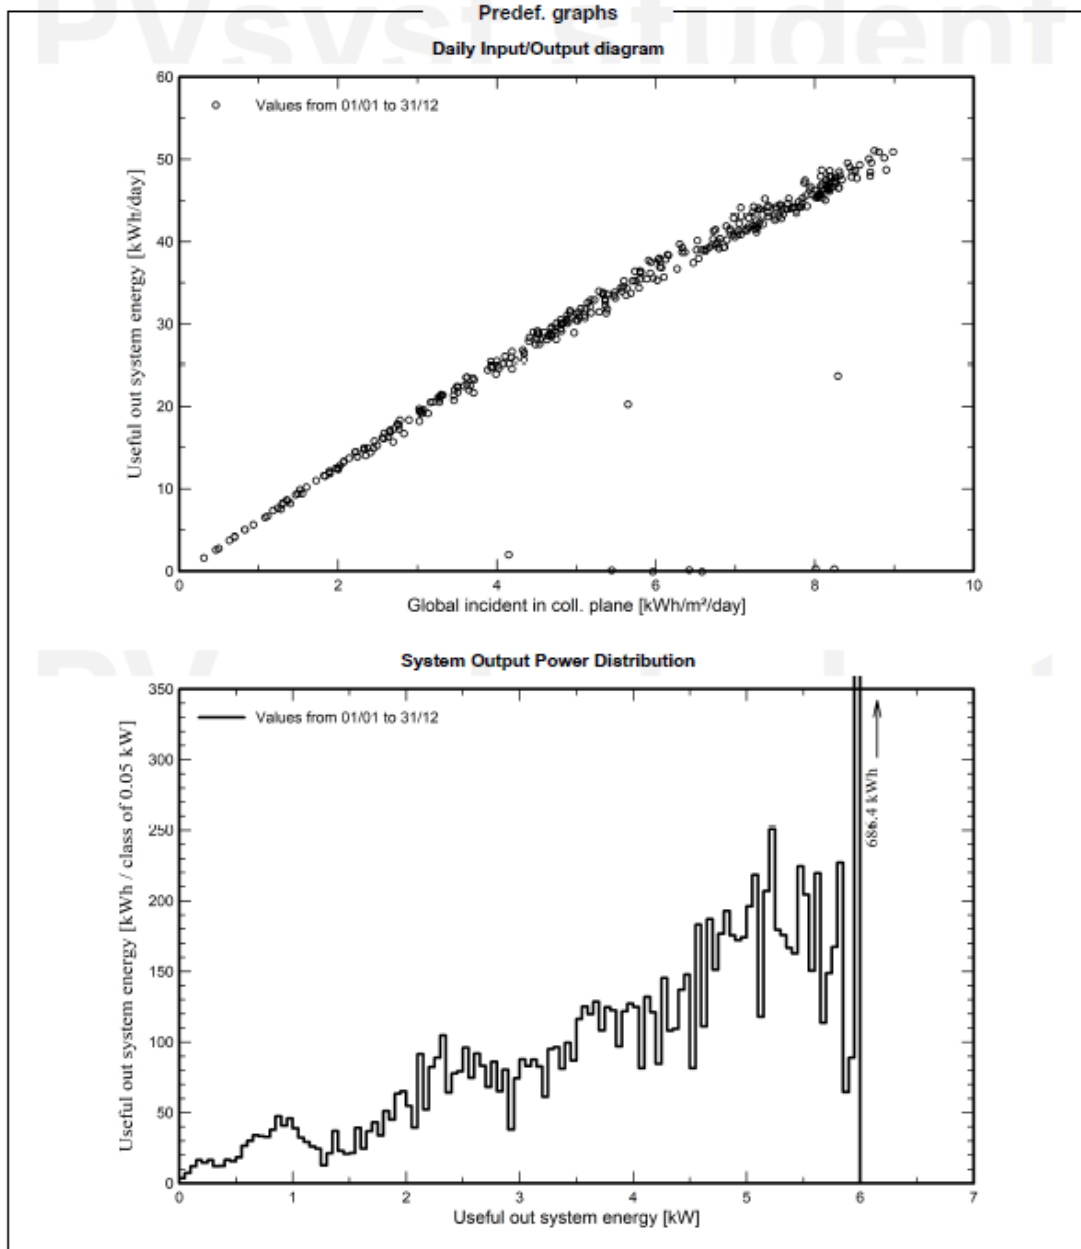 PVsyst student
Predef. graphs
Daily Input/Output diagram
60
Values from 01/01 to 31/12
50
40
30
20
10
0
Useful out system energy [kWh/day]
0 2 4 6 8 10
Global incident in coll. plane [kWh/m²/day]
System Output Power Distribution
350
Values from 01/01 to 31/12
300
250
200
150
100
50
0
Useful out system energy [kWh / class of 0.05 kW]
686.4 kWh
0 1 2 3 4 5 6 7
Useful out system energy [kW]